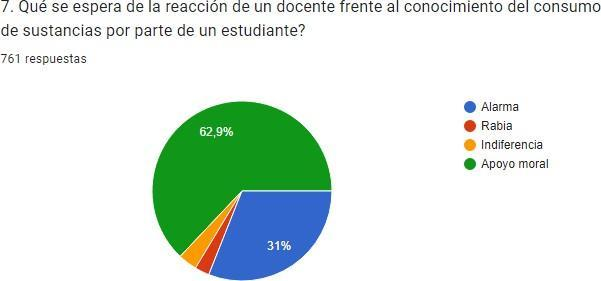 7. Qué se espera de la reacción de un docente frente al conocimiento del consumo
de sustancias por parte de un estudiante?
761 respuestas
Alarma
Rabia
Indiferencia
Apoyo moral
62,9%
31%